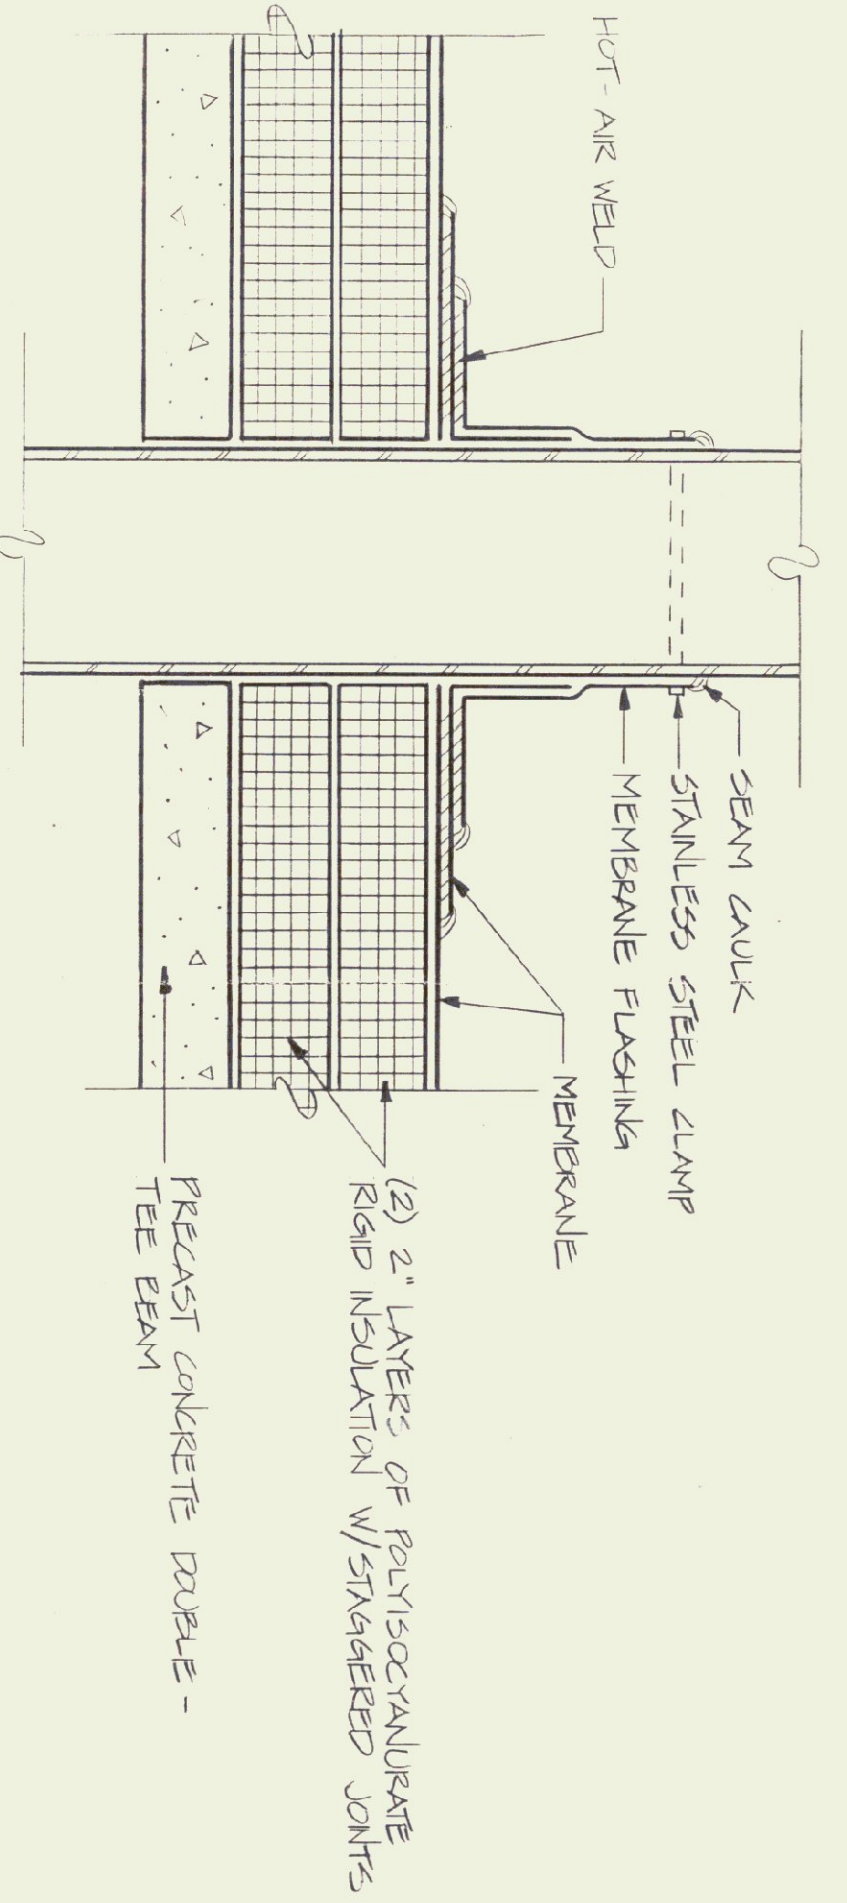 HOT-AIR WELD
SEAM CAULK
STAINLESS STEEL CLAMP
MEMBRANE FLASHING
MEMBRANE
(2) 2" LAYERS OF POLYISOCYANURATE
RIGID INSULATION W/STAGGERED JOINTS
PRECAST CONCRETE DOUBLE-
TEE BEAM